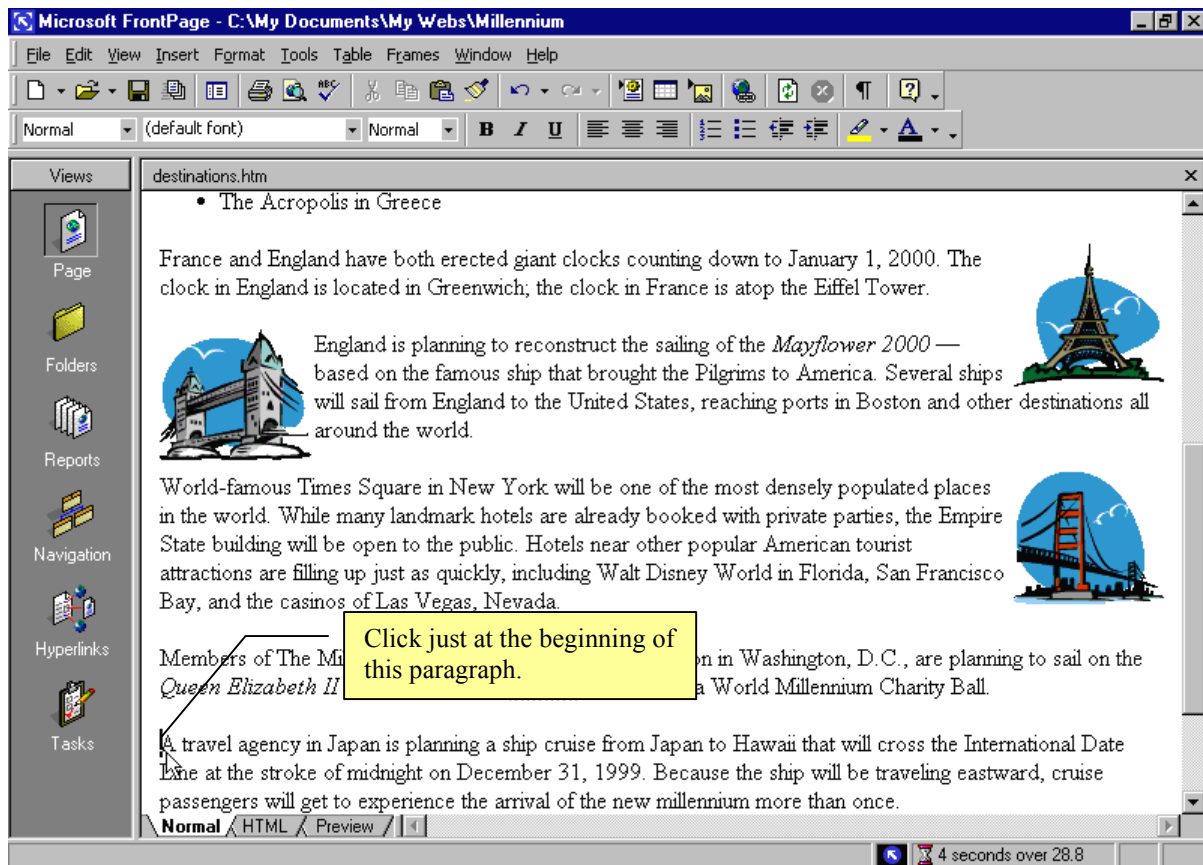 Microsoft FrontPage - C:\My Documents\My Webs\Millennium
File Edit View Insert Format Tools Table Frames Window Help
Normal (default font) Normal B I U A
Views
destinations.htm
Page
Folders
Reports
Navigation
Hyperlinks
Tasks
• The Acropolis in Greece
France and England have both erected giant clocks counting down to January 1, 2000. The
clock in England is located in Greenwich; the clock in France is atop the Eiffel Tower.
England is planning to reconstruct the sailing of the Mayflower 2000 —
based on the famous ship that brought the Pilgrims to America. Several ships
will sail from England to the United States, reaching ports in Boston and other destinations all
around the world.
World-famous Times Square in New York will be one of the most densely populated places
in the world. While many landmark hotels are already booked with private parties, the Empire
State building will be open to the public. Hotels near other popular American tourist
attractions are filling up just as quickly, including Walt Disney World in Florida, San Francisco
Bay, and the casinos of Las Vegas, Nevada.
Click just at the beginning of
this paragraph.
Members of The Mi on in Washington, D.C., are planning to sail on the
Queen Elizabeth II a World Millennium Charity Ball.
A travel agency in Japan is planning a ship cruise from Japan to Hawaii that will cross the International Date
Line at the stroke of midnight on December 31, 1999. Because the ship will be traveling eastward, cruise
passengers will get to experience the arrival of the new millennium more than once.
Normal HTML Preview
4 seconds over 28.8